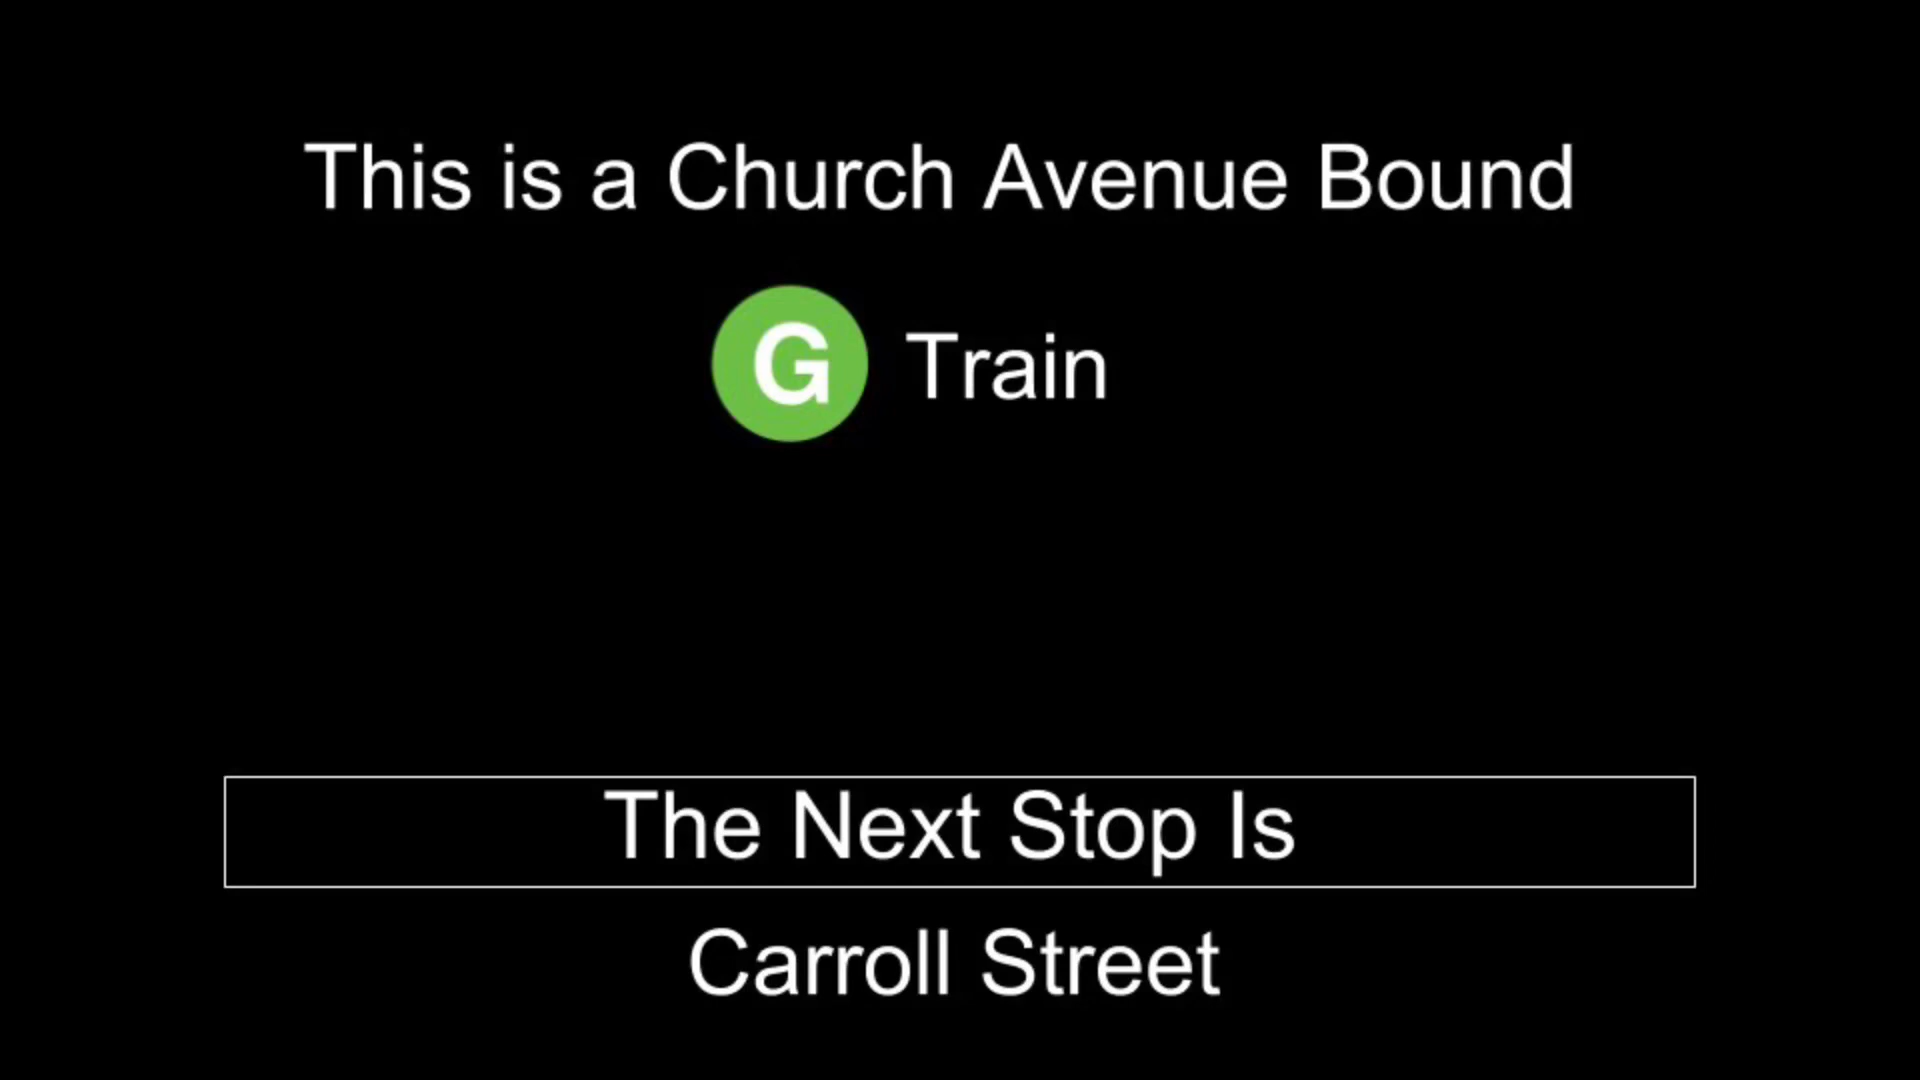 This is a Church Avenue Bound
G Train
The Next Stop Is
Carroll Street